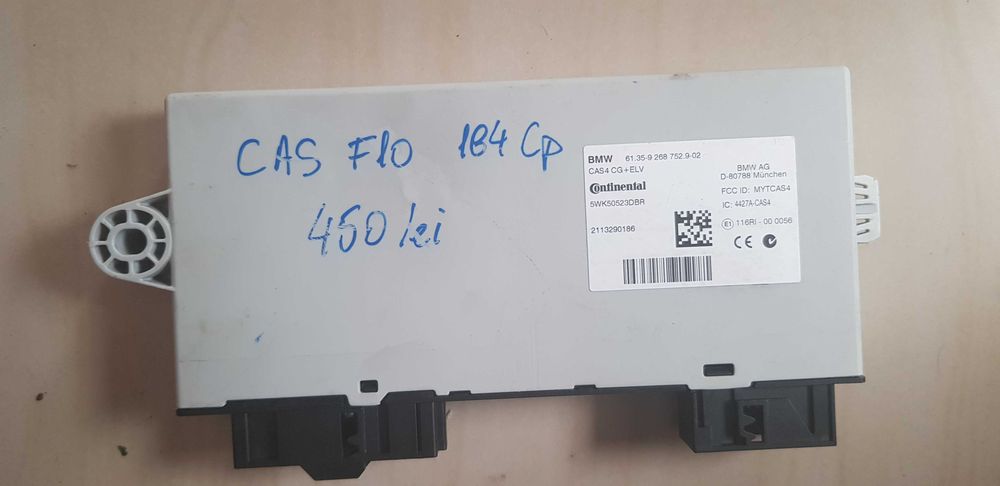 CAS F10 184 Cp
450 lei
BMW 61.35-9 268 752.9-02
CAS4 CG+ELV
Continental
5WK50523DBR
2113290186
BMW AG
D-80788 München
FCC ID: MYTCAS4
IC: 4427A-CAS4
E1 116RI - 00 0056
CE